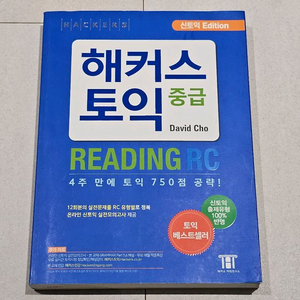 HACKERS
신토익 Edition
해커스
토익 중급
David Cho
READING RC
4주 만에 토익 750점 공략!
12회분의 실전문제를 RC 유형별로 정복
온라인 신토익 실전모의고사 제공
신토익
출제유형
100%
반영
토익
베스트셀러